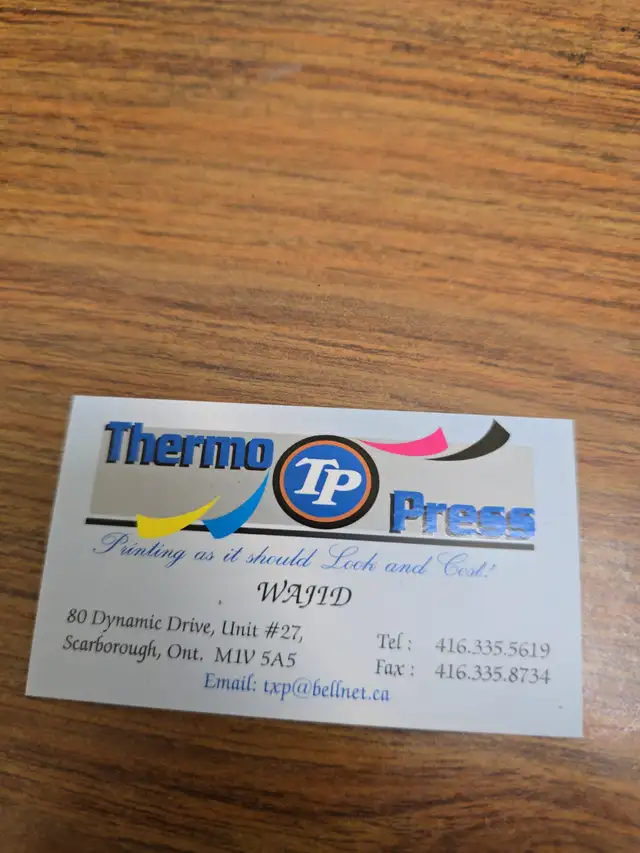 Thermo
TP
Press
Printing as it should Look and Cost!
WAJID
80 Dynamic Drive, Unit #27,
Scarborough, Ont. M1V 5A5
Tel : 416.335.5619
Fax : 416.335.8734
Email: txp@bellnet.ca